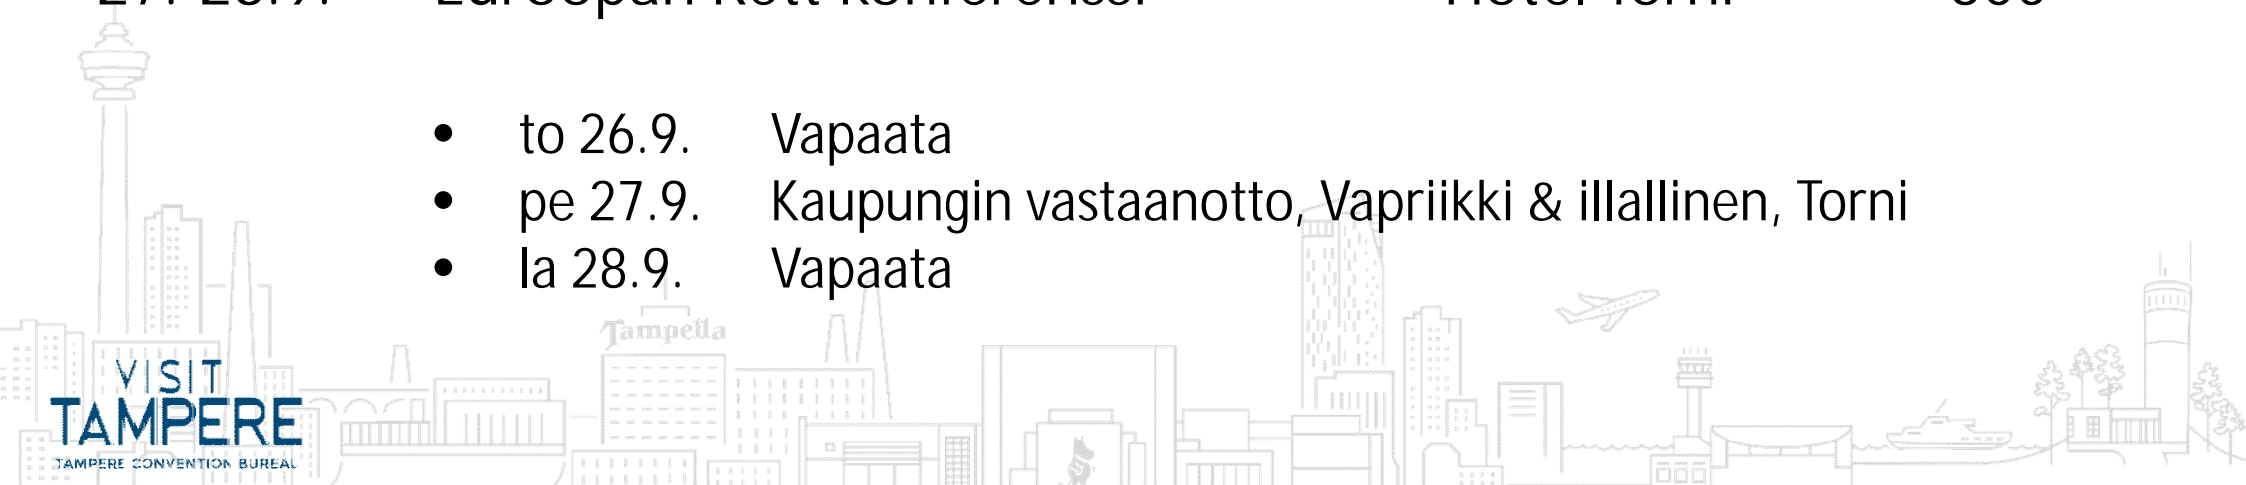 • to 26.9. Vapaata
• pe 27.9. Kaupungin vastaanotto, Vapriikki & illallinen, Torni
• la 28.9. Vapaata
Tampella
VISIT
TAMPERE
TAMPERE CONVENTION BUREAU